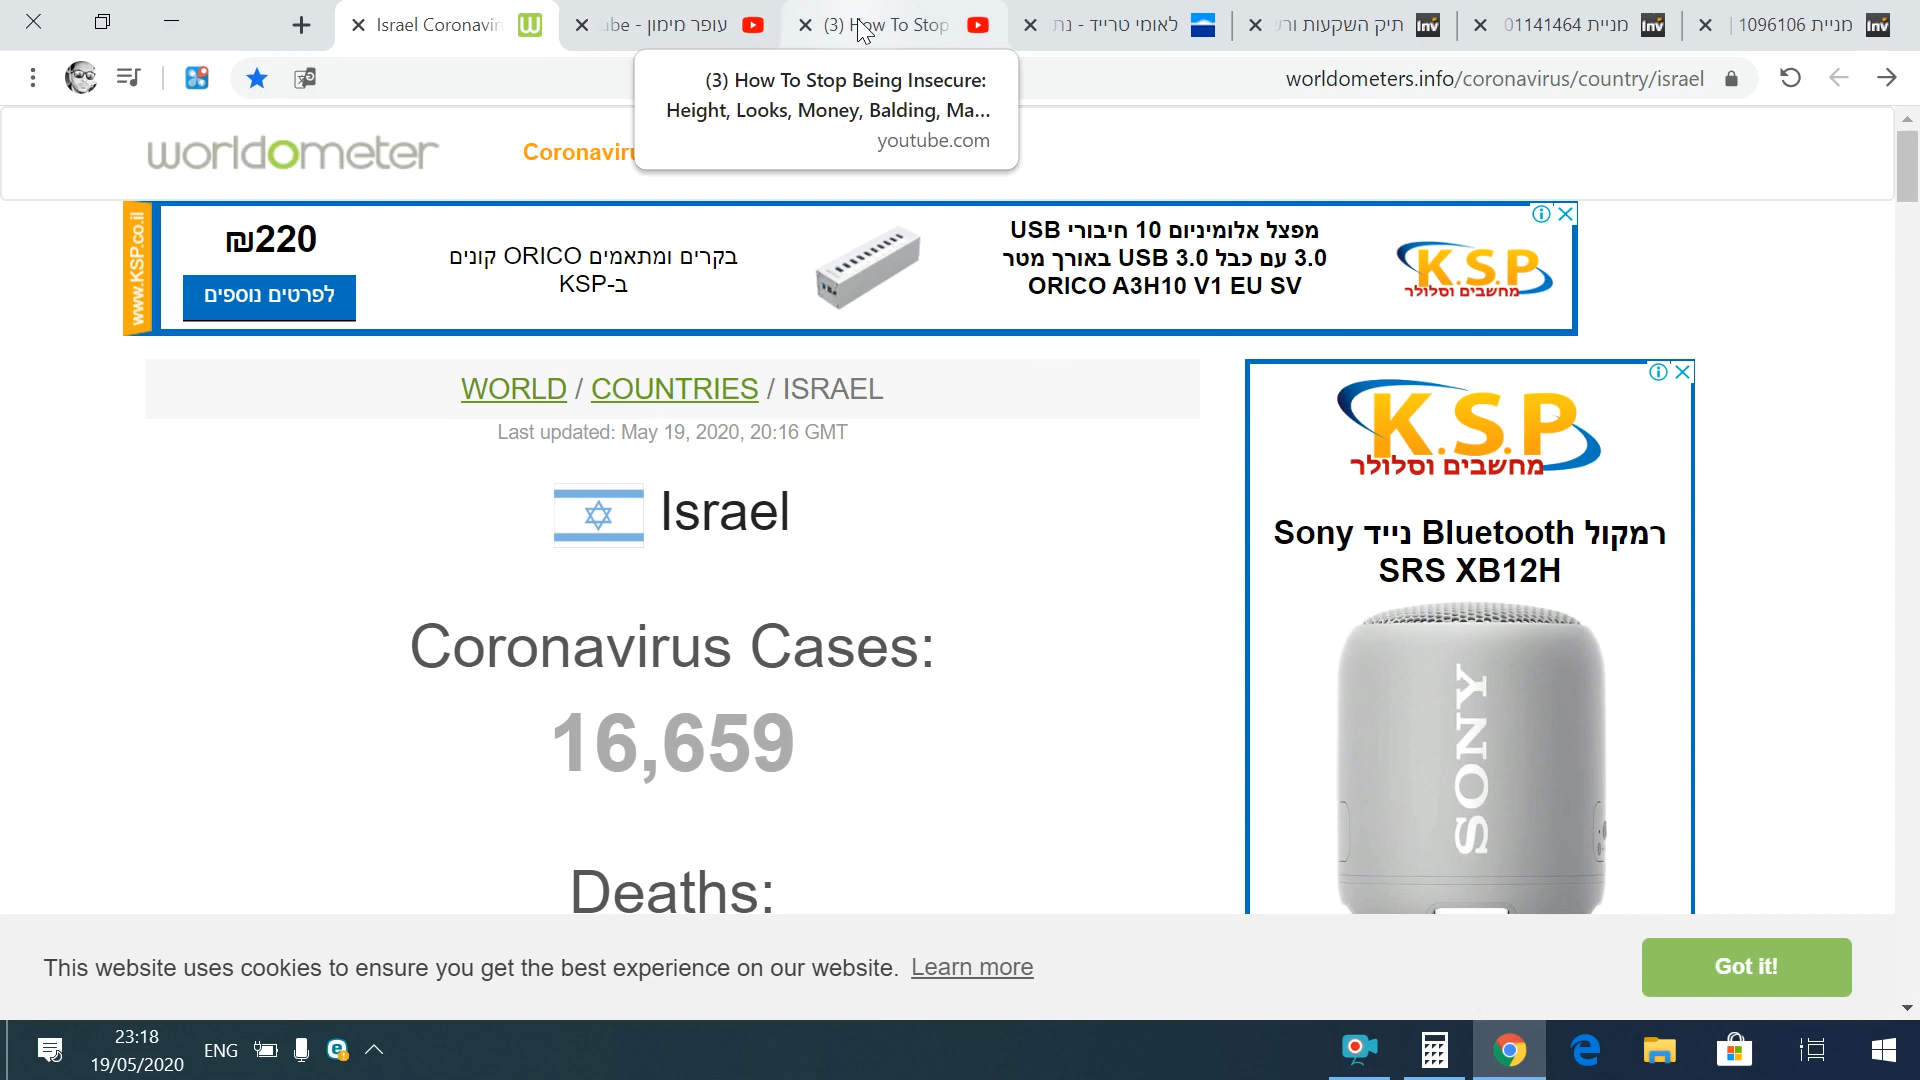 Israel Coronavir
ube - עופר מימון
(3) How To Stop
לאומי טרייד - נת
תיק השקעות ור
מניית 01141464
מניית 1096106 |
worldometers.info/coronavirus/country/israel
(3) How To Stop Being Insecure:
Height, Looks, Money, Balding, Ma...
youtube.com
worldometer
Coronaviru
www.KSP.co.il
₪220
לפרטים נוספים
בקרים ומתאמים ORICO קונים
ב-KSP
מפצל אלומיניום 10 חיבורי USB
3.0 עם כבל USB 3.0 באורך מטר
ORICO A3H10 V1 EU SV
K.S.P
מחשבים וסלולר
WORLD / COUNTRIES / ISRAEL
Last updated: May 19, 2020, 20:16 GMT
Israel
Coronavirus Cases:
16,659
Deaths:
K.S.P
מחשבים וסלולר
רמקול Bluetooth נייד Sony
SRS XB12H
SONY
This website uses cookies to ensure you get the best experience on our website. Learn more
Got it!
23:18
19/05/2020
ENG